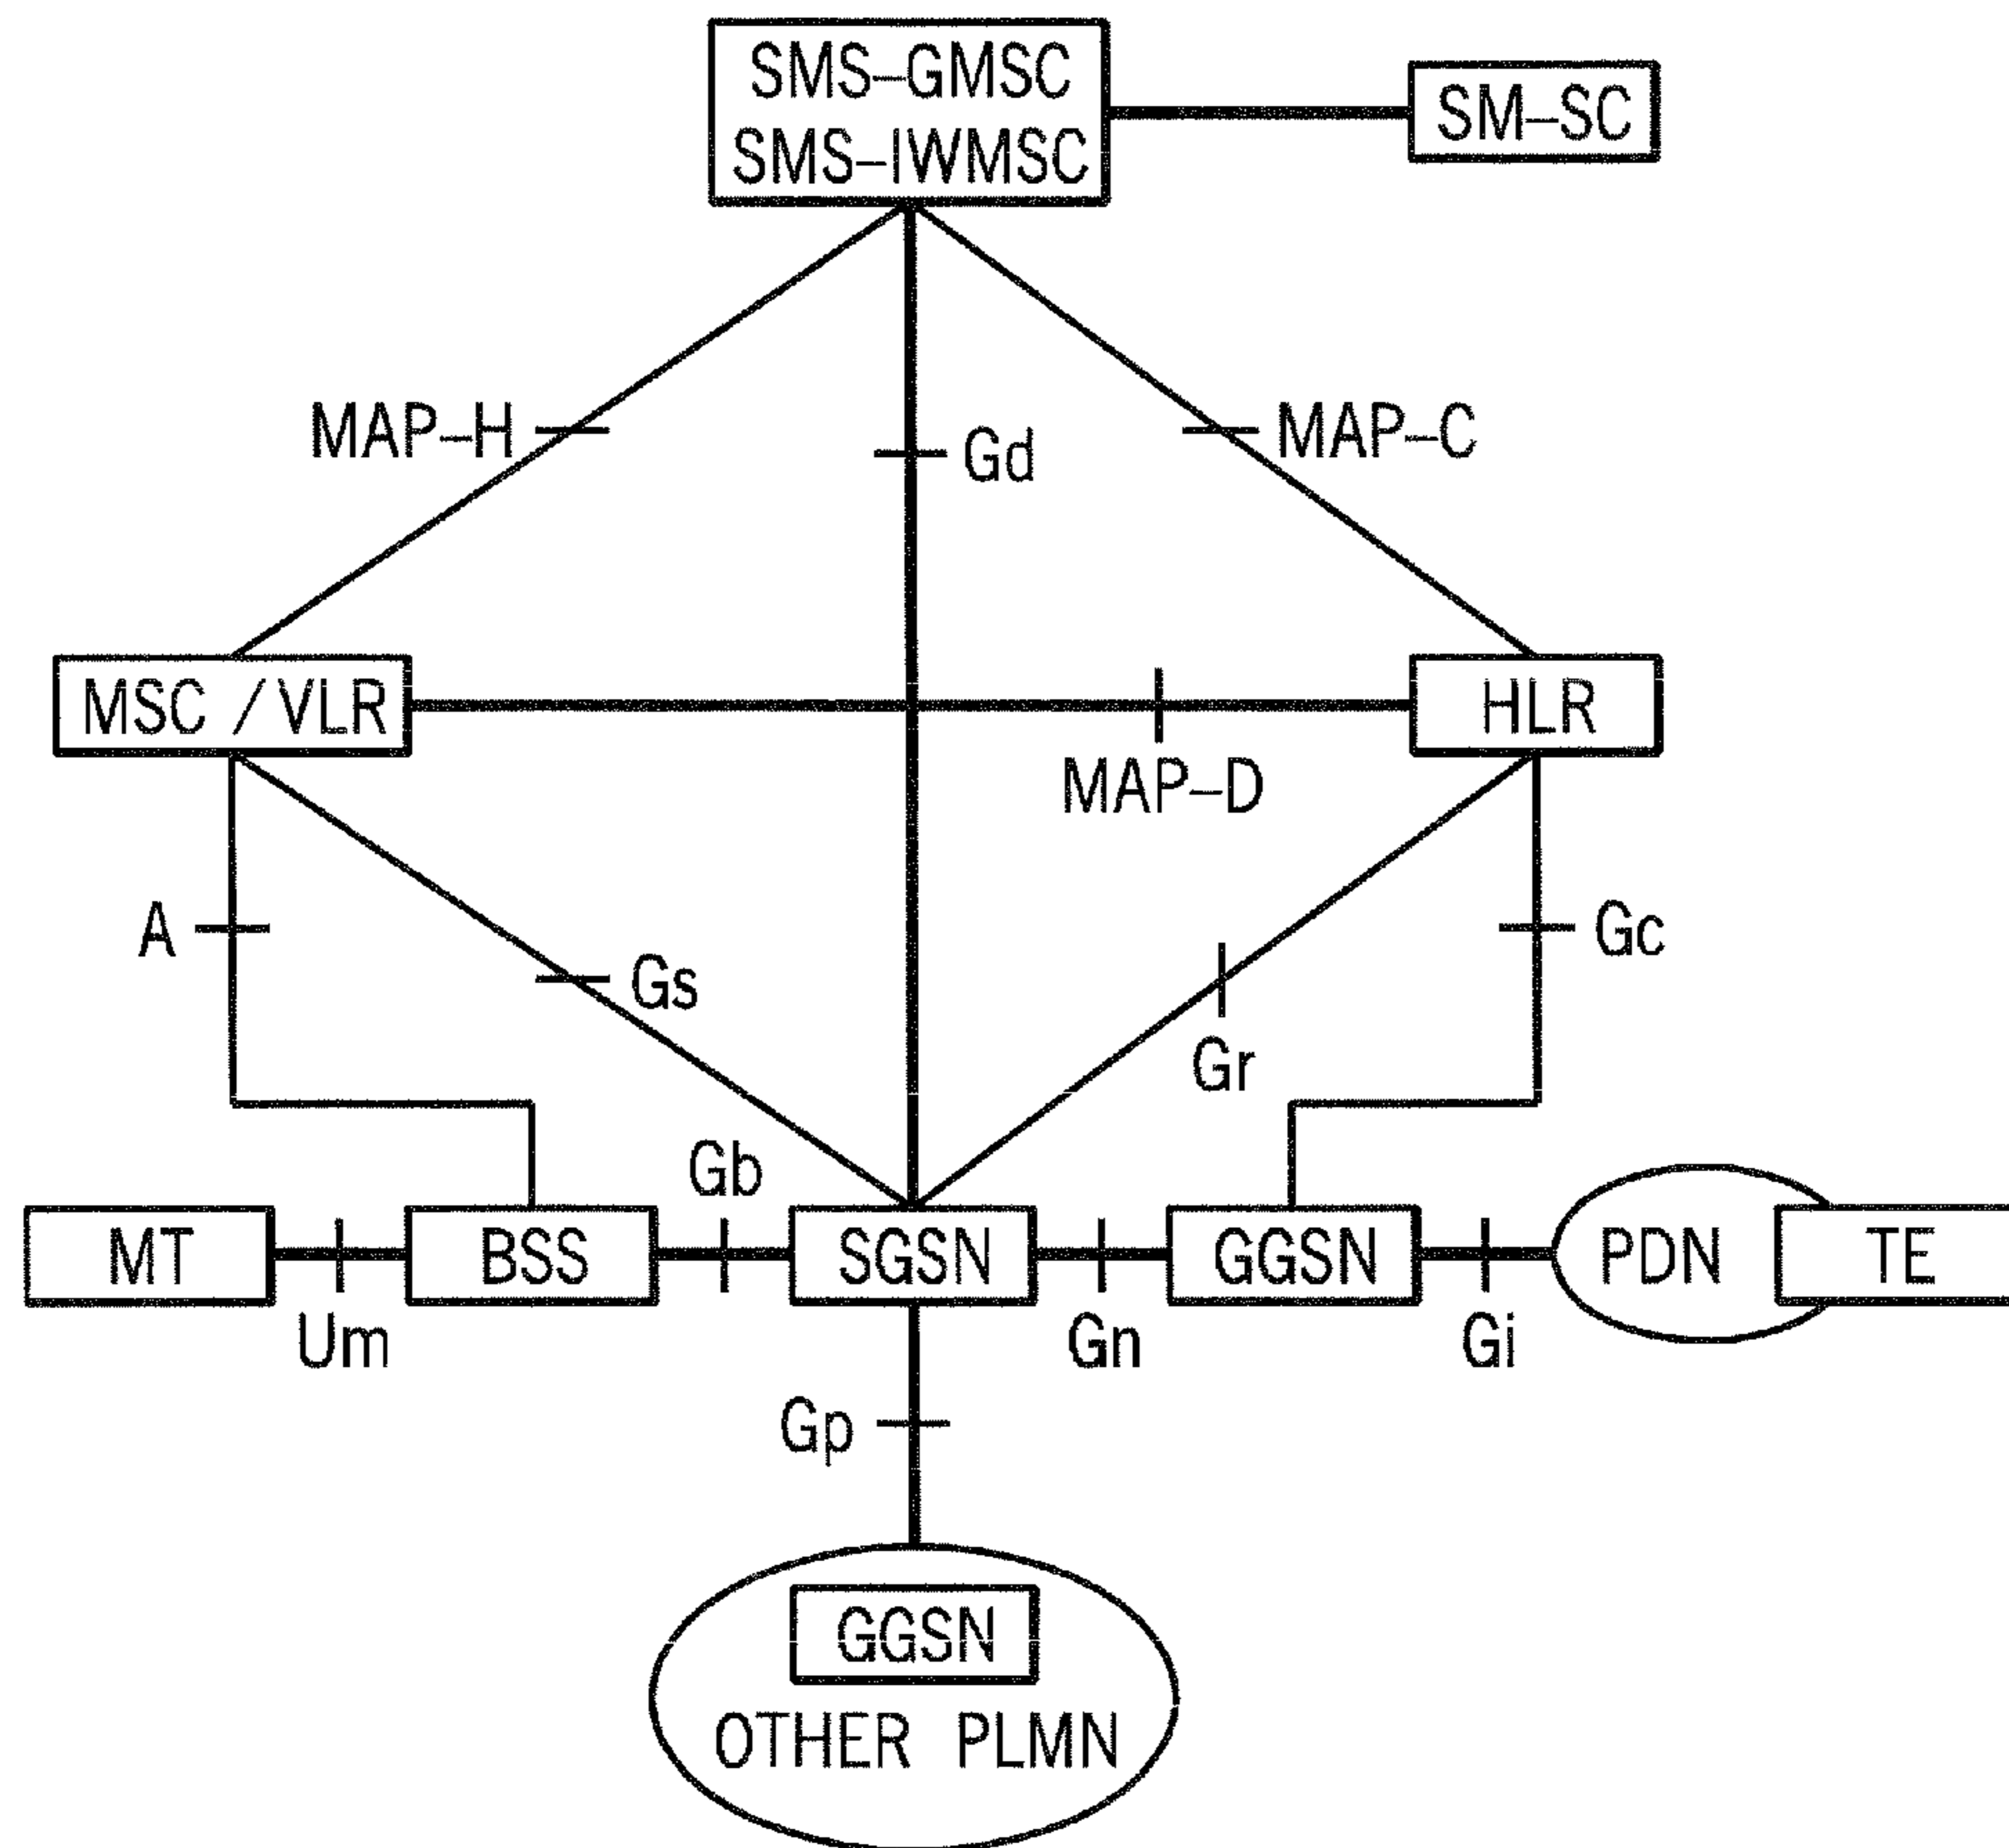 SMS–GMSC
SMS–IWMSC
SM–SC
MAP–H
Gd
MAP–C
MSC / VLR
HLR
MAP–D
A
Gs
Gr
Gc
Gb
MT
BSS
SGSN
GGSN
PDN
TE
Um
Gn
Gi
Gp
GGSN
OTHER PLMN